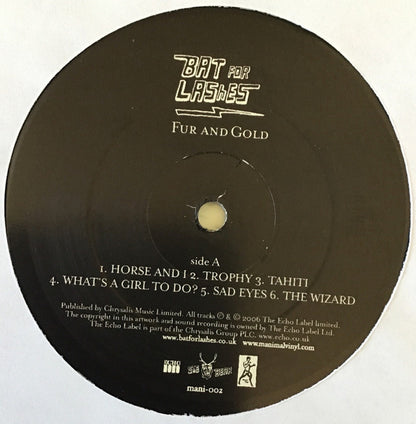 BAT FOR
LASHES
FUR AND GOLD
side A
1. HORSE AND I 2. TROPHY 3. TAHITI
4. WHAT'S A GIRL TO DO? 5. SAD EYES 6. THE WIZARD
Published by Chrysalis Music Limited. All tracks ℗ & © 2006 The Echo Label limited.
The copyright in this artwork and sound recording is owned by The Echo Label Ltd.
The Echo Label is part of the Chrysalis Group PLC. www.echo.co.uk
www.batforlashes.co.uk www.manimalvinyl.com
ECHO
mani-002